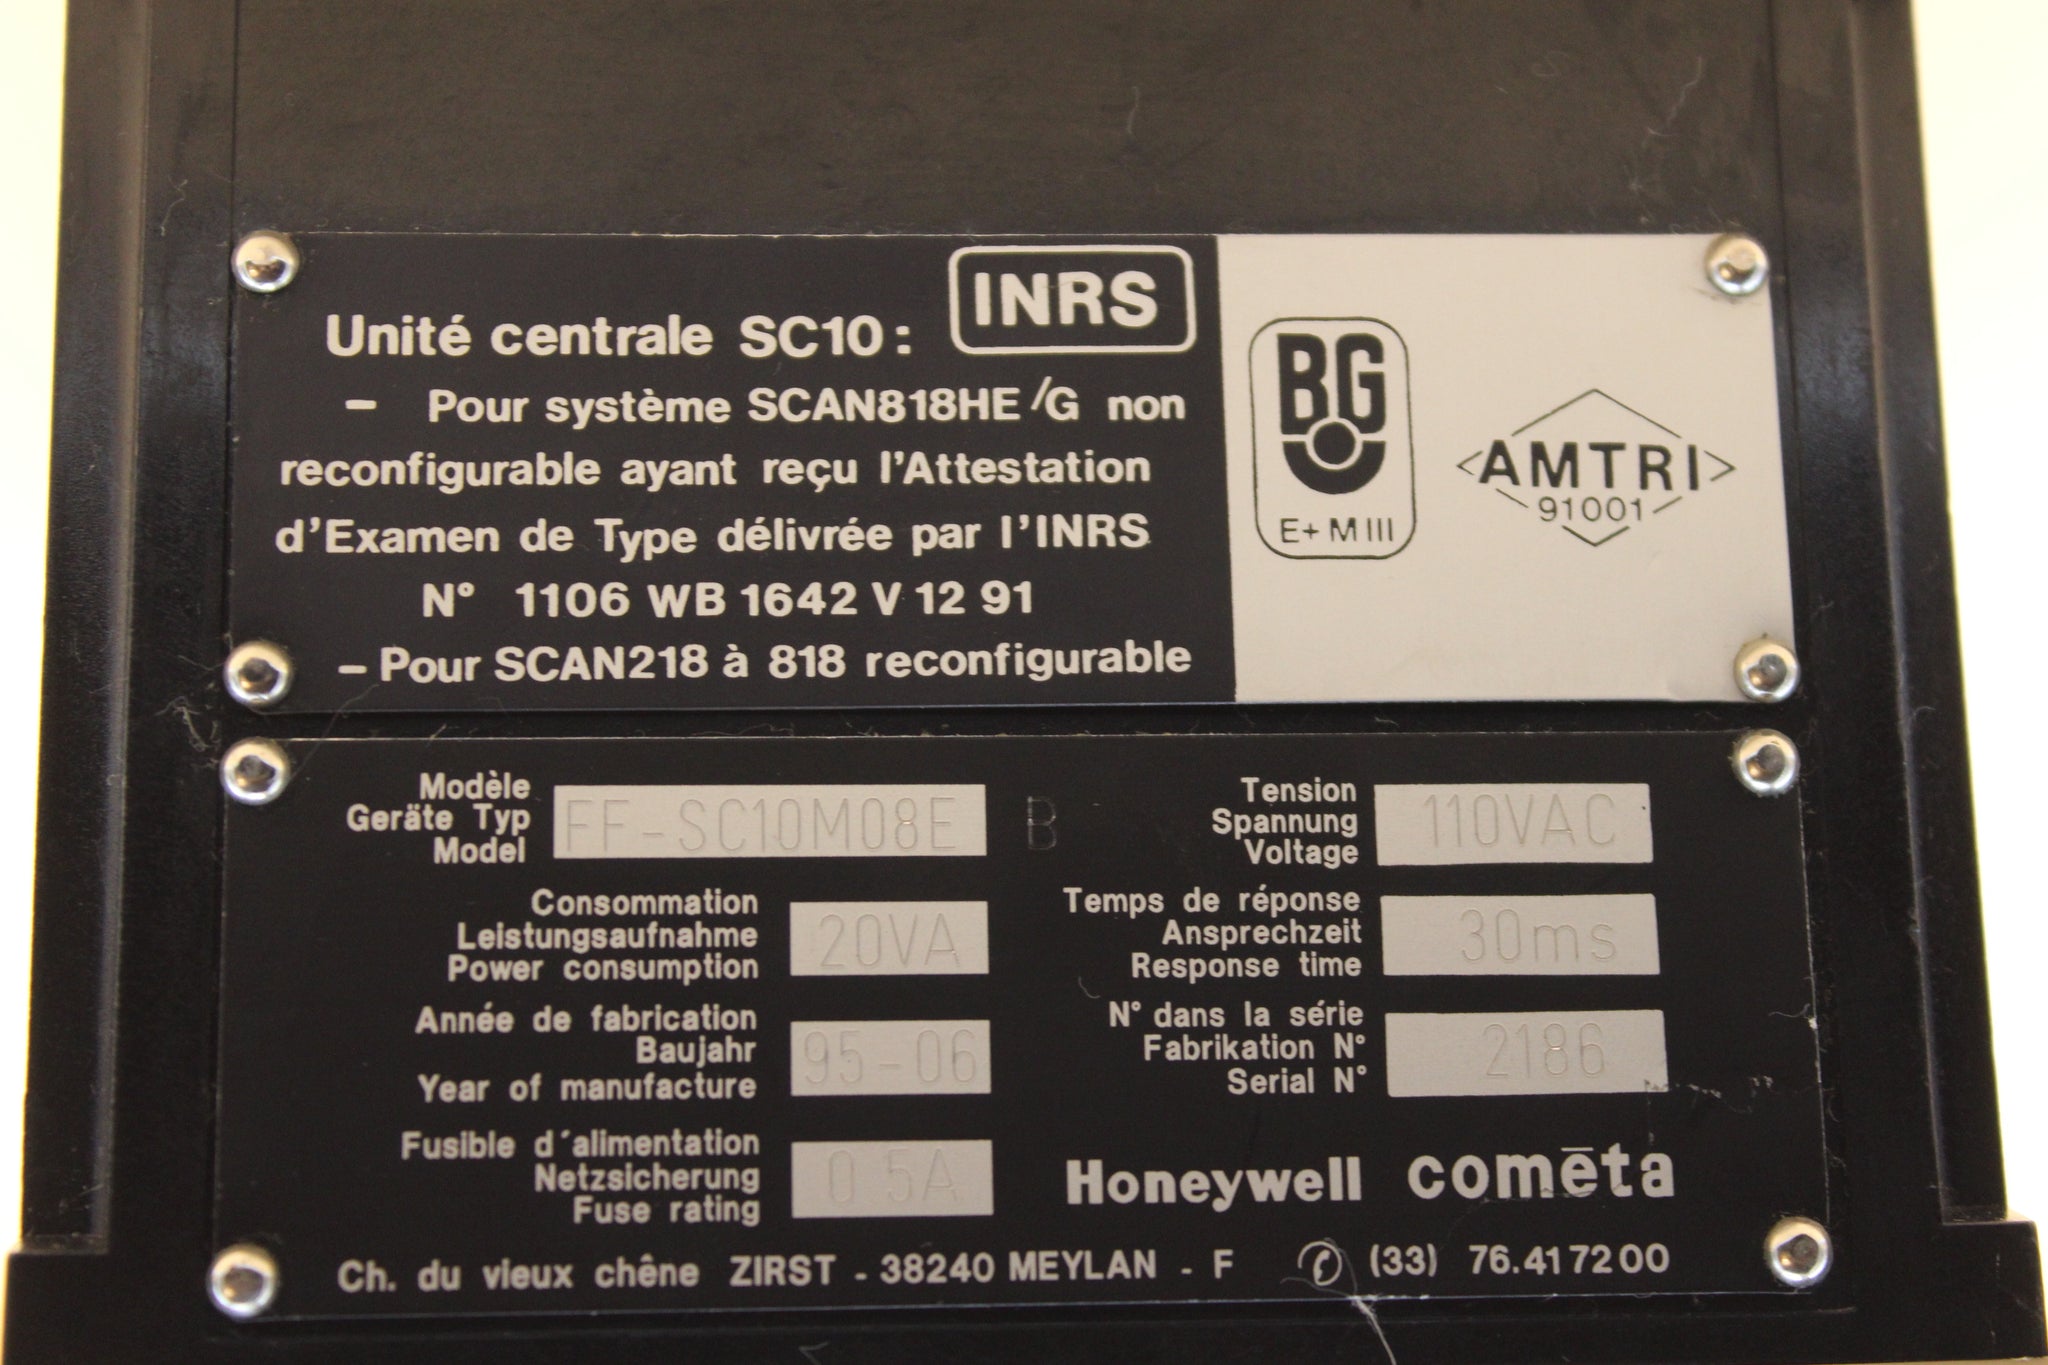 INRS
Unité centrale SC10 :
- Pour système SCAN818HE/G non
reconfigurable ayant reçu l'Attestation
d'Examen de Type délivrée par l'INRS
N° 1106 WB 1642 V 12 91
- Pour SCAN218 à 818 reconfigurable
BG
E+ M III
AMTRI
91001
Modèle
Geräte Typ
Model
FF-SC10M08E B
Tension
Spannung
Voltage
110VAC
Consommation
Leistungsaufnahme
Power consumption
20VA
Temps de réponse
Ansprechzeit
Response time
30ms
Année de fabrication
Baujahr
Year of manufacture
95-06
N° dans la série
Fabrikation N°
Serial N°
2186
Fusible d´alimentation
Netzsicherung
Fuse rating
0 5A
Honeywell comēta
Ch. du vieux chêne ZIRST - 38240 MEYLAN - F ✆ (33) 76.41 72 00